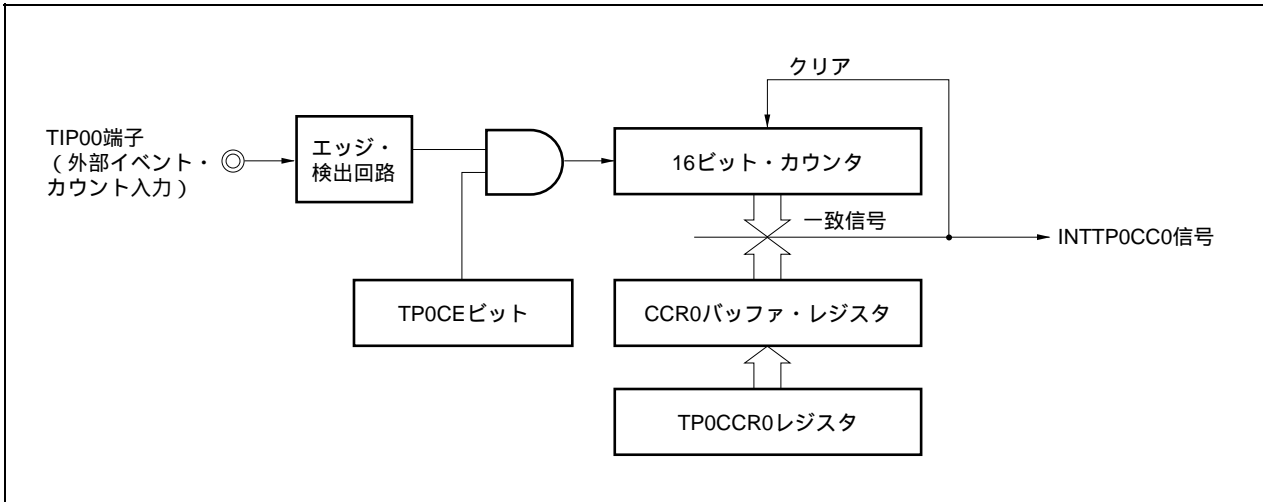 クリア
TIP00端子
（外部イベント・
カウント入力）
エッジ・
検出回路
16ビット・カウンタ
一致信号
INTTP0CC0信号
TP0CEビット
CCR0バッファ・レジスタ
TP0CCR0レジスタ